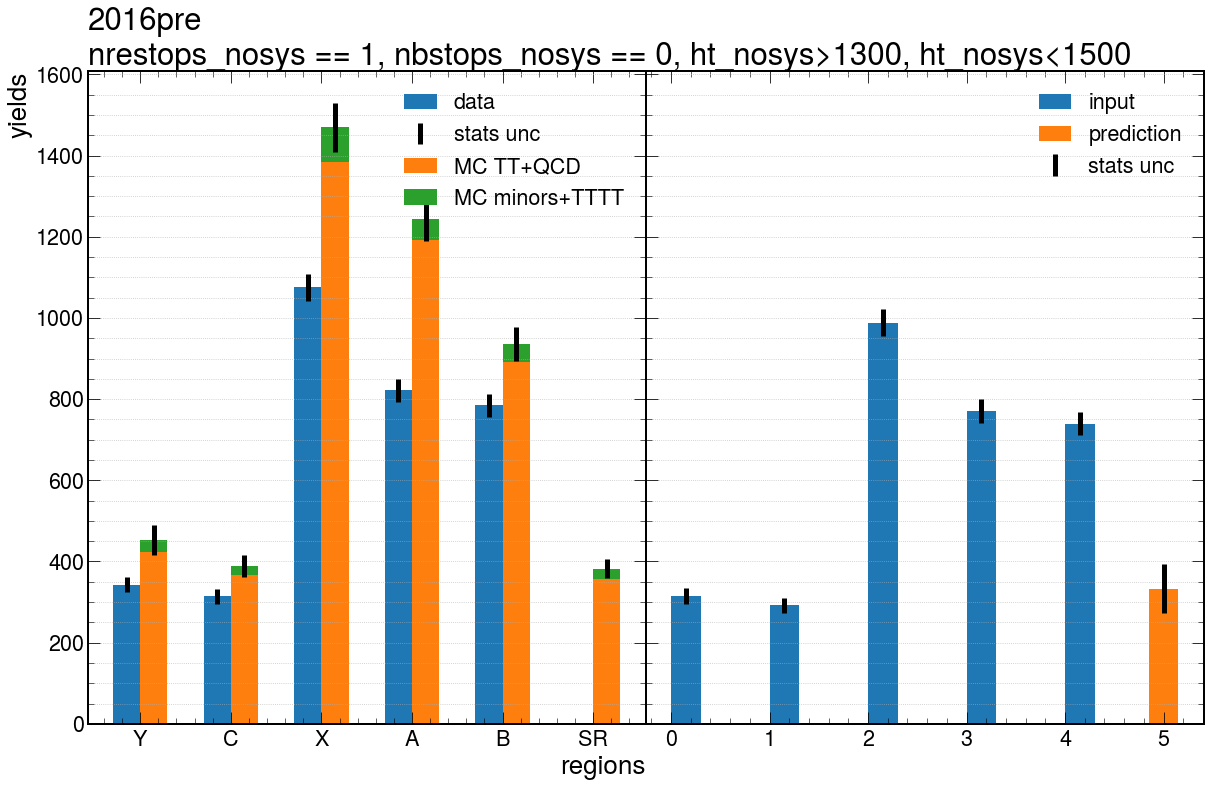 2016pre
nrestops_nosys == 1, nbstops_nosys == 0, ht_nosys>1300, ht_nosys<1500
yields
1600
1400
1200
1000
800
600
400
200
0
data
stats unc
MC TT+QCD
MC minors+TTTT
input
prediction
stats unc
Y C X A B SR 0 1 2 3 4 5
regions